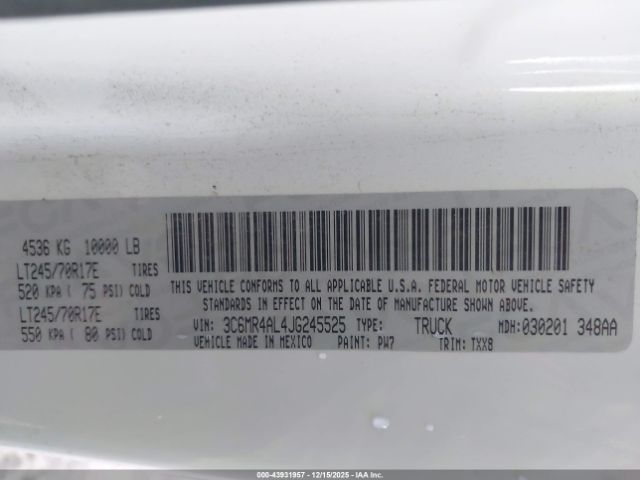 4536 KG 10000 LB
LT245/70R17E TIRES
520 KPA ( 75 PSI) COLD
LT245/70R17E TIRES
550 KPA ( 80 PSI) COLD
THIS VEHICLE CONFORMS TO ALL APPLICABLE U.S.A. FEDERAL MOTOR VEHICLE SAFETY
STANDARDS IN EFFECT ON THE DATE OF MANUFACTURE SHOWN ABOVE.
VIN: 3C6MR4AL4JG245525 TYPE: TRUCK MDH: 030201 348AA
VEHICLE MADE IN MEXICO PAINT: PW7 TRIM: TXX8
000-43931957 - 12/15/2025 - IAA Inc.